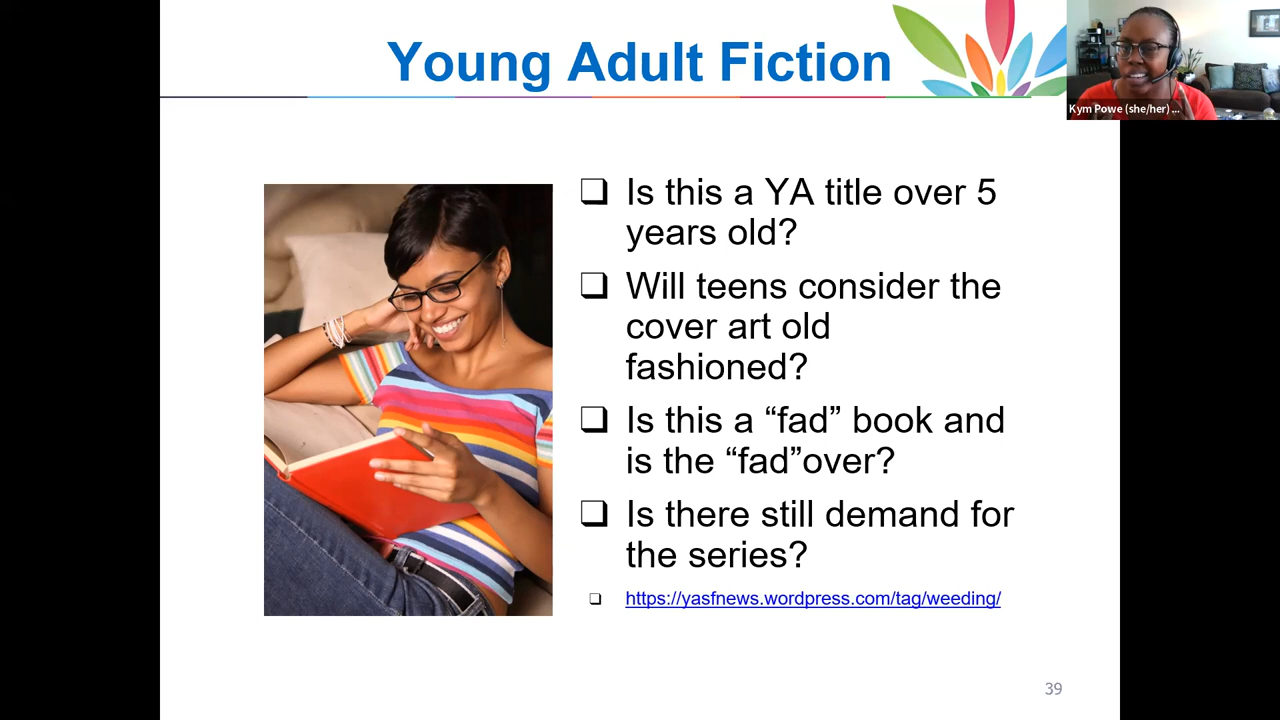 Young Adult Fiction
Kym Powe (she/her) ...
❑ Is this a YA title over 5
years old?
❑ Will teens consider the
cover art old
fashioned?
❑ Is this a “fad” book and
is the “fad”over?
❑ Is there still demand for
the series?
❑ https://yasfnews.wordpress.com/tag/weeding/
39